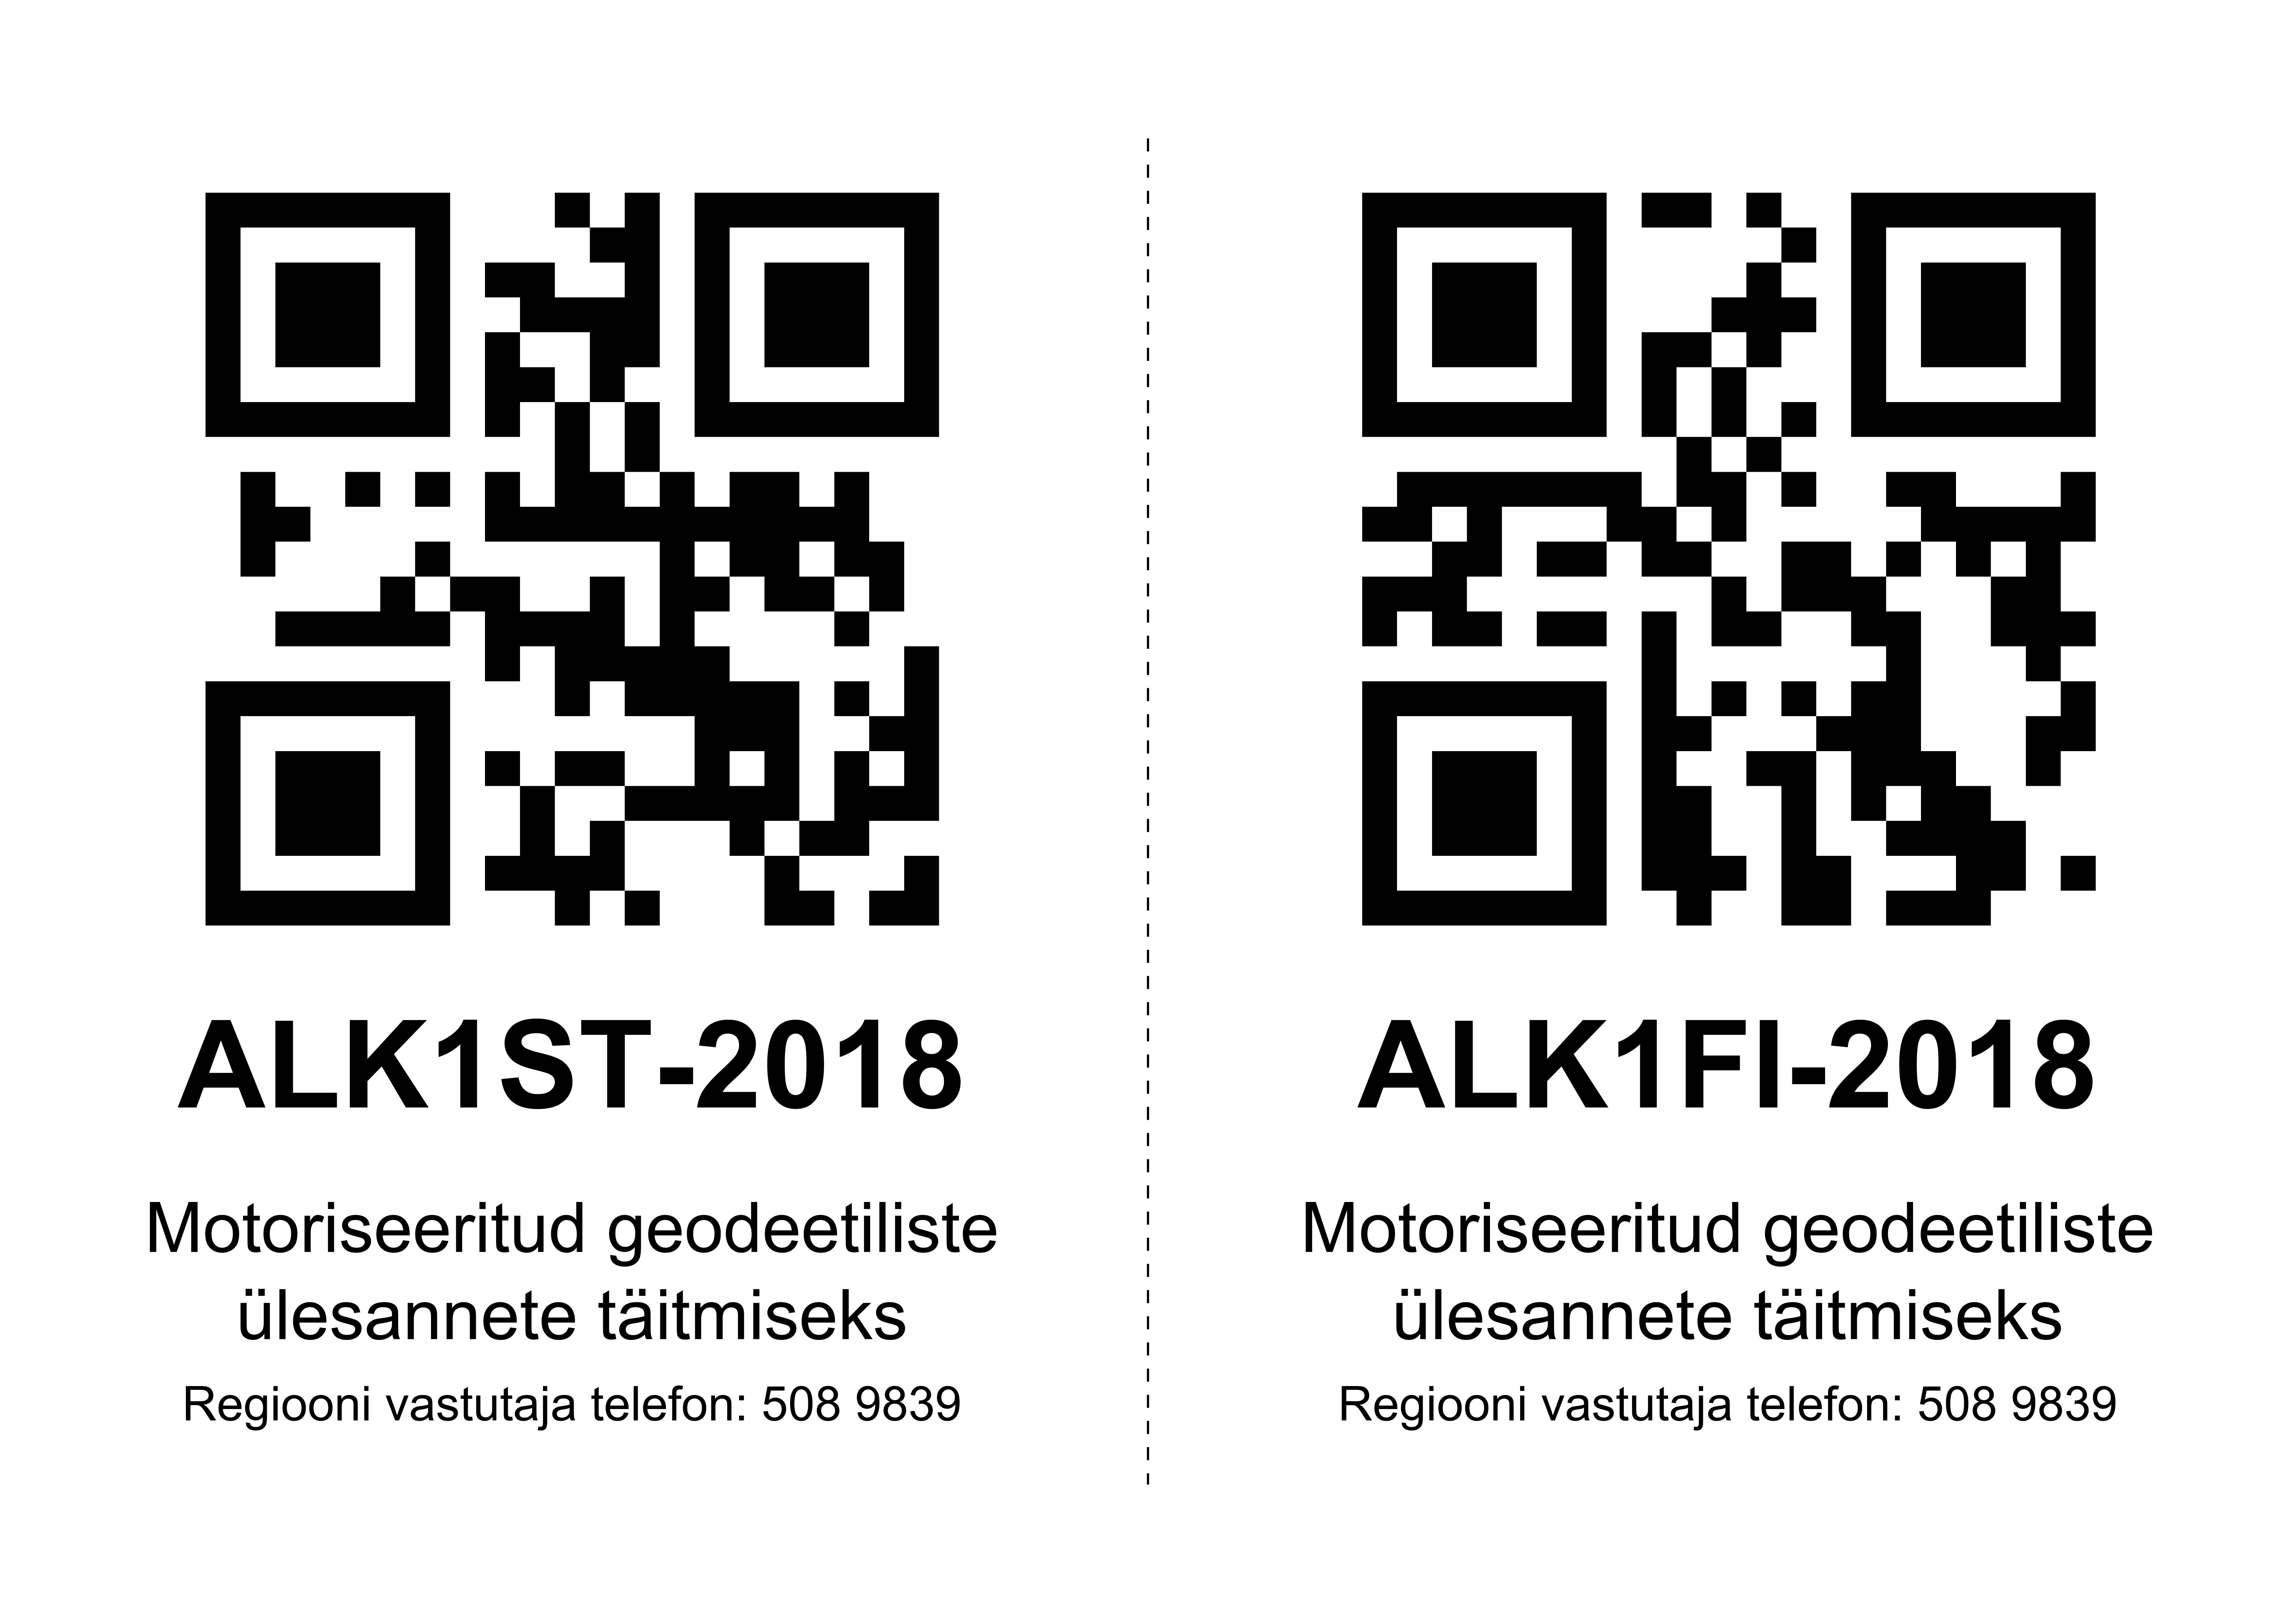 ALK1ST-2018
Motoriseeritud geodeetiliste
ülesannete täitmiseks
Regiooni vastutaja telefon: 508 9839
ALK1FI-2018
Motoriseeritud geodeetiliste
ülesannete täitmiseks
Regiooni vastutaja telefon: 508 9839